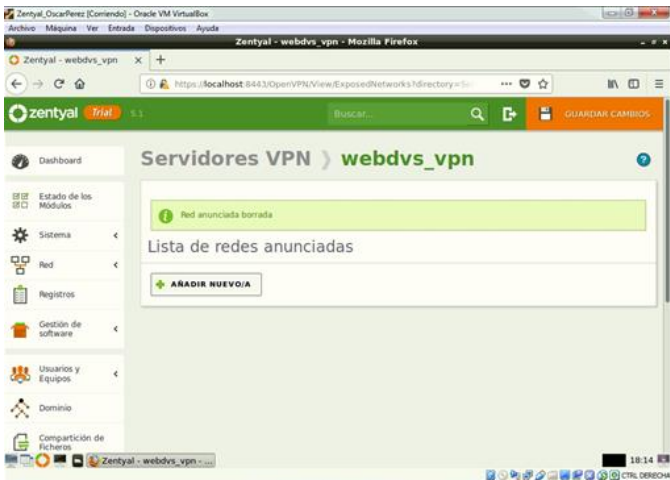 Zentyal_OscarPerez [Corriendo] - Oracle VM VirtualBox
Archivo Máquina Ver Entrada Dispositivos Ayuda
Zentyal - webdvs_vpn - Mozilla Firefox
Zentyal - webdvs_vpn
https://localhost:8443/OpenVPN/View/ExposedNetworks?directory=Se
zentyal Trial 5.1 Buscar... GUARDAR CAMBIOS
Dashboard
Servidores VPN webdvs_vpn
Estado de los
Módulos
Red anunciada borrada
Sistema
Lista de redes anunciadas
Red
AÑADIR NUEVO/A
Registros
Gestión de
software
Usuarios y
Equipos
Dominio
Compartición de
Ficheros
Zentyal - webdvs_vpn - ...
18:14
CTRL DERECHA